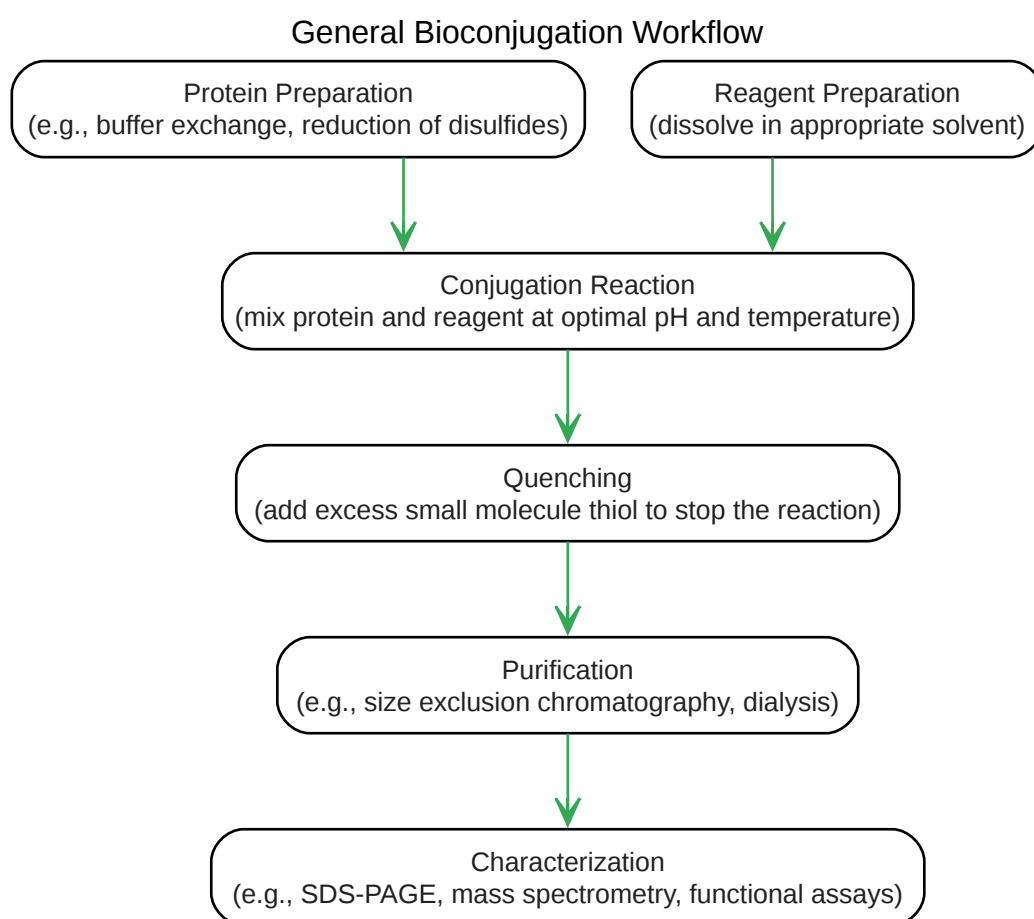 General Bioconjugation Workflow
Protein Preparation
(e.g., buffer exchange, reduction of disulfides)
Reagent Preparation
(dissolve in appropriate solvent)
Conjugation Reaction
(mix protein and reagent at optimal pH and temperature)
Quenching
(add excess small molecule thiol to stop the reaction)
Purification
(e.g., size exclusion chromatography, dialysis)
Characterization
(e.g., SDS-PAGE, mass spectrometry, functional assays)